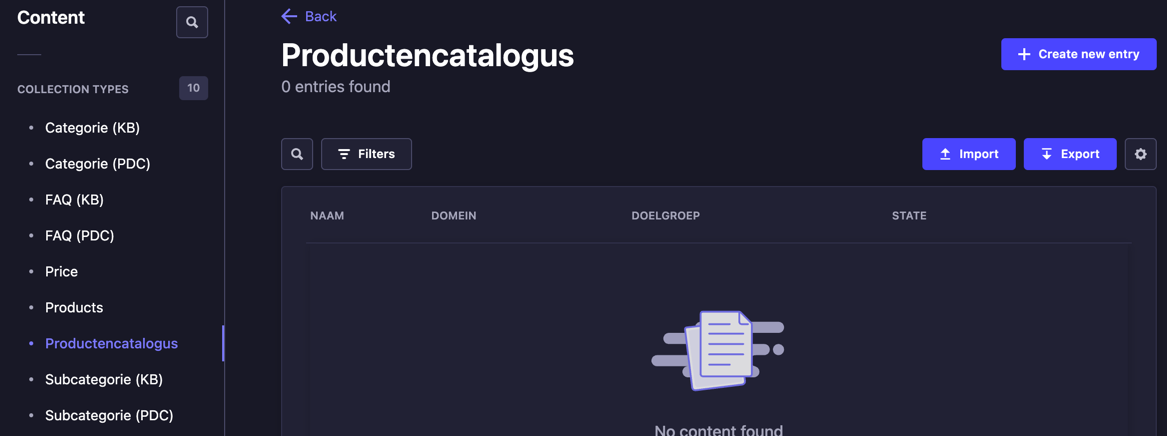 Content
COLLECTION TYPES 10
Categorie (KB)
Categorie (PDC)
FAQ (KB)
FAQ (PDC)
Price
Products
Productencatalogus
Subcategorie (KB)
Subcategorie (PDC)
Back
Productencatalogus
0 entries found
Create new entry
Filters
Import
Export
NAAM DOMEIN DOELGROEP STATE
No content found